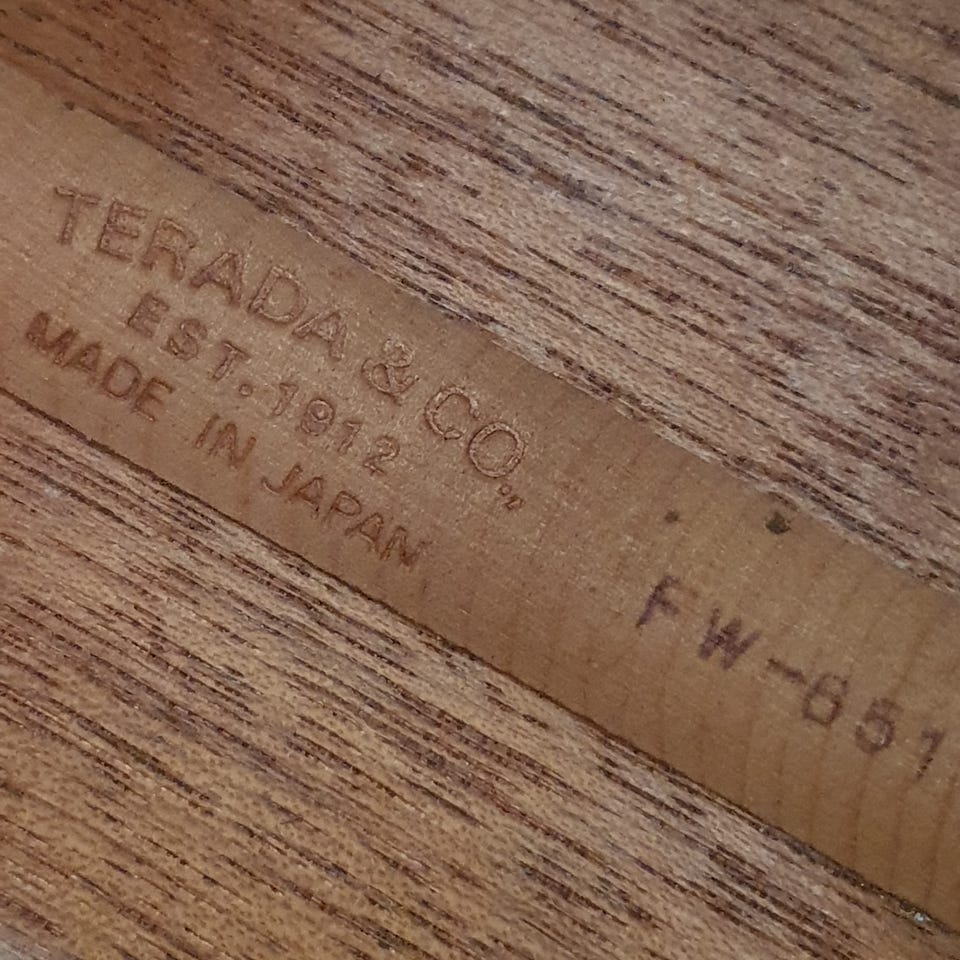 TERADA & CO.,
EST. 1912
MADE IN JAPAN
FW-651